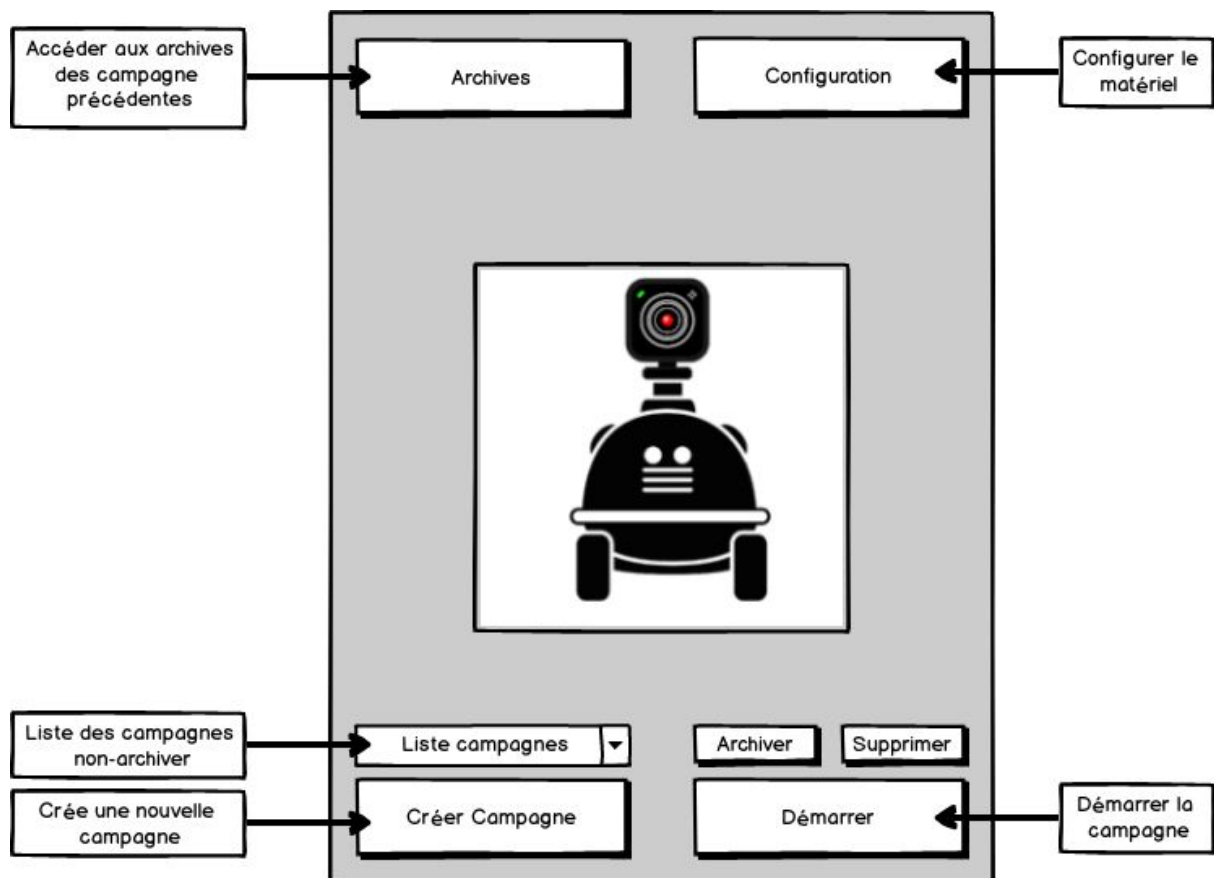 Accéder aux archives
des campagne
précédentes
Archives
Configuration
Configurer le
matériel
Liste des campagnes
non-archiver
Liste campagnes
Archiver
Supprimer
Crée une nouvelle
campagne
Créer Campagne
Démarrer
Démarrer la
campagne